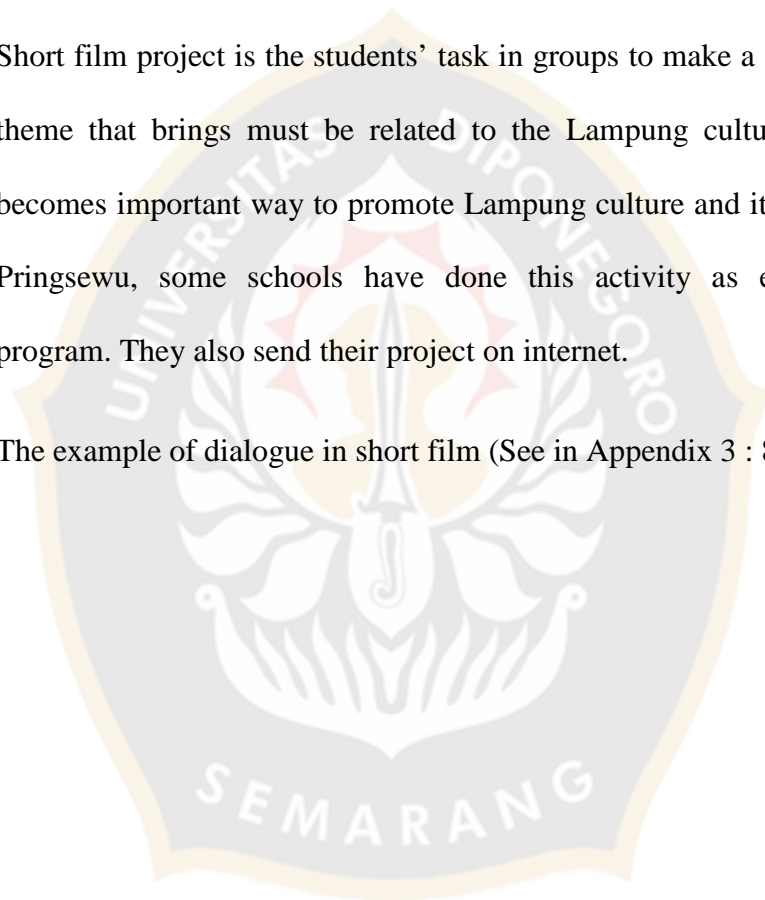 Short film project is the students’ task in groups to make a
theme that brings must be related to the Lampung
becomes important way to promote Lampung culture and
Pringsewu, some schools have done this activity as
program. They also send their project on internet.
The example of dialogue in short film (See in Appendix 3 :
UNIVERSITAS DIPONEGORO
SEMARANG